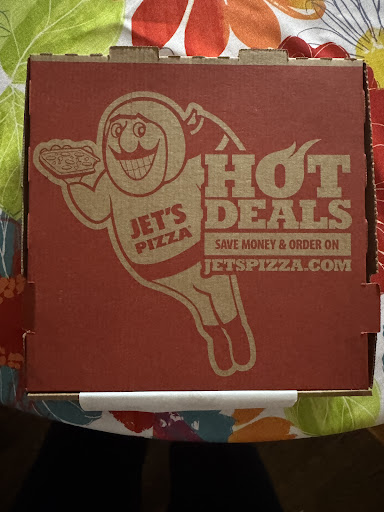 JET'S
PIZZA
HOT
DEALS
SAVE MONEY & ORDER ON
JETSPIZZA.COM